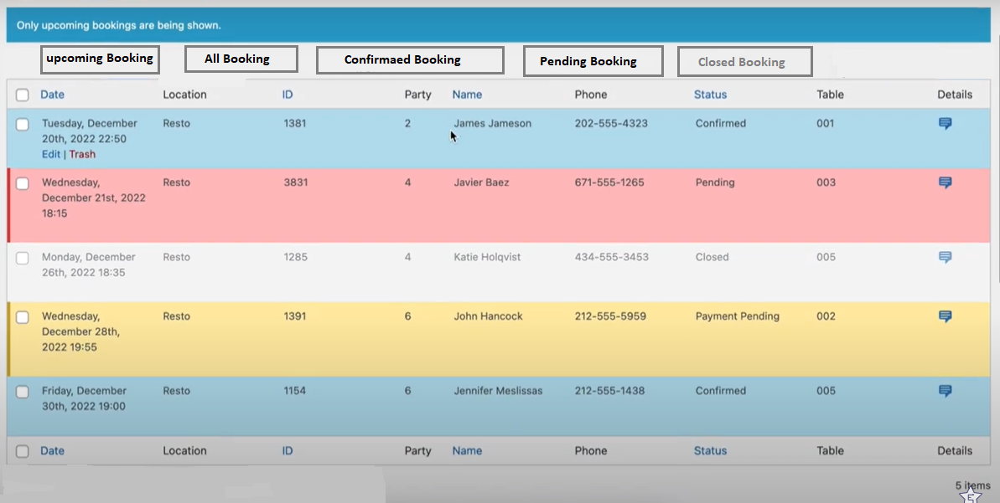 Only upcoming bookings are being shown.
upcoming Booking All Booking Confirmaed Booking Pending Booking Closed Booking
Date Location ID Party Name Phone Status Table Details
Tuesday, December Resto 1381 2 James Jameson 202-555-4323 Confirmed 001
20th, 2022 22:50
Edit | Trash
Wednesday, Resto 3831 4 Javier Baez 671-555-1265 Pending 003
December 21st, 2022
18:15
Monday, December Resto 1285 4 Katie Holqvist 434-555-3453 Closed 005
26th, 2022 18:35
Wednesday, Resto 1391 6 John Hancock 212-555-5959 Payment Pending 002
December 28th,
2022 19:55
Friday, December Resto 1154 6 Jennifer Meslissas 212-555-1438 Confirmed 005
30th, 2022 19:00
Date Location ID Party Name Phone Status Table Details
5 items